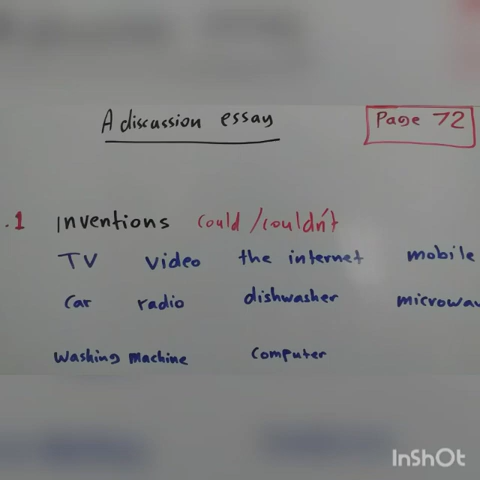 A discussion essay
Page 72
.1 inventions could/couldn't
TV video the internet mobile
Car radio dishwasher microwav
washing machine computer
InShOt